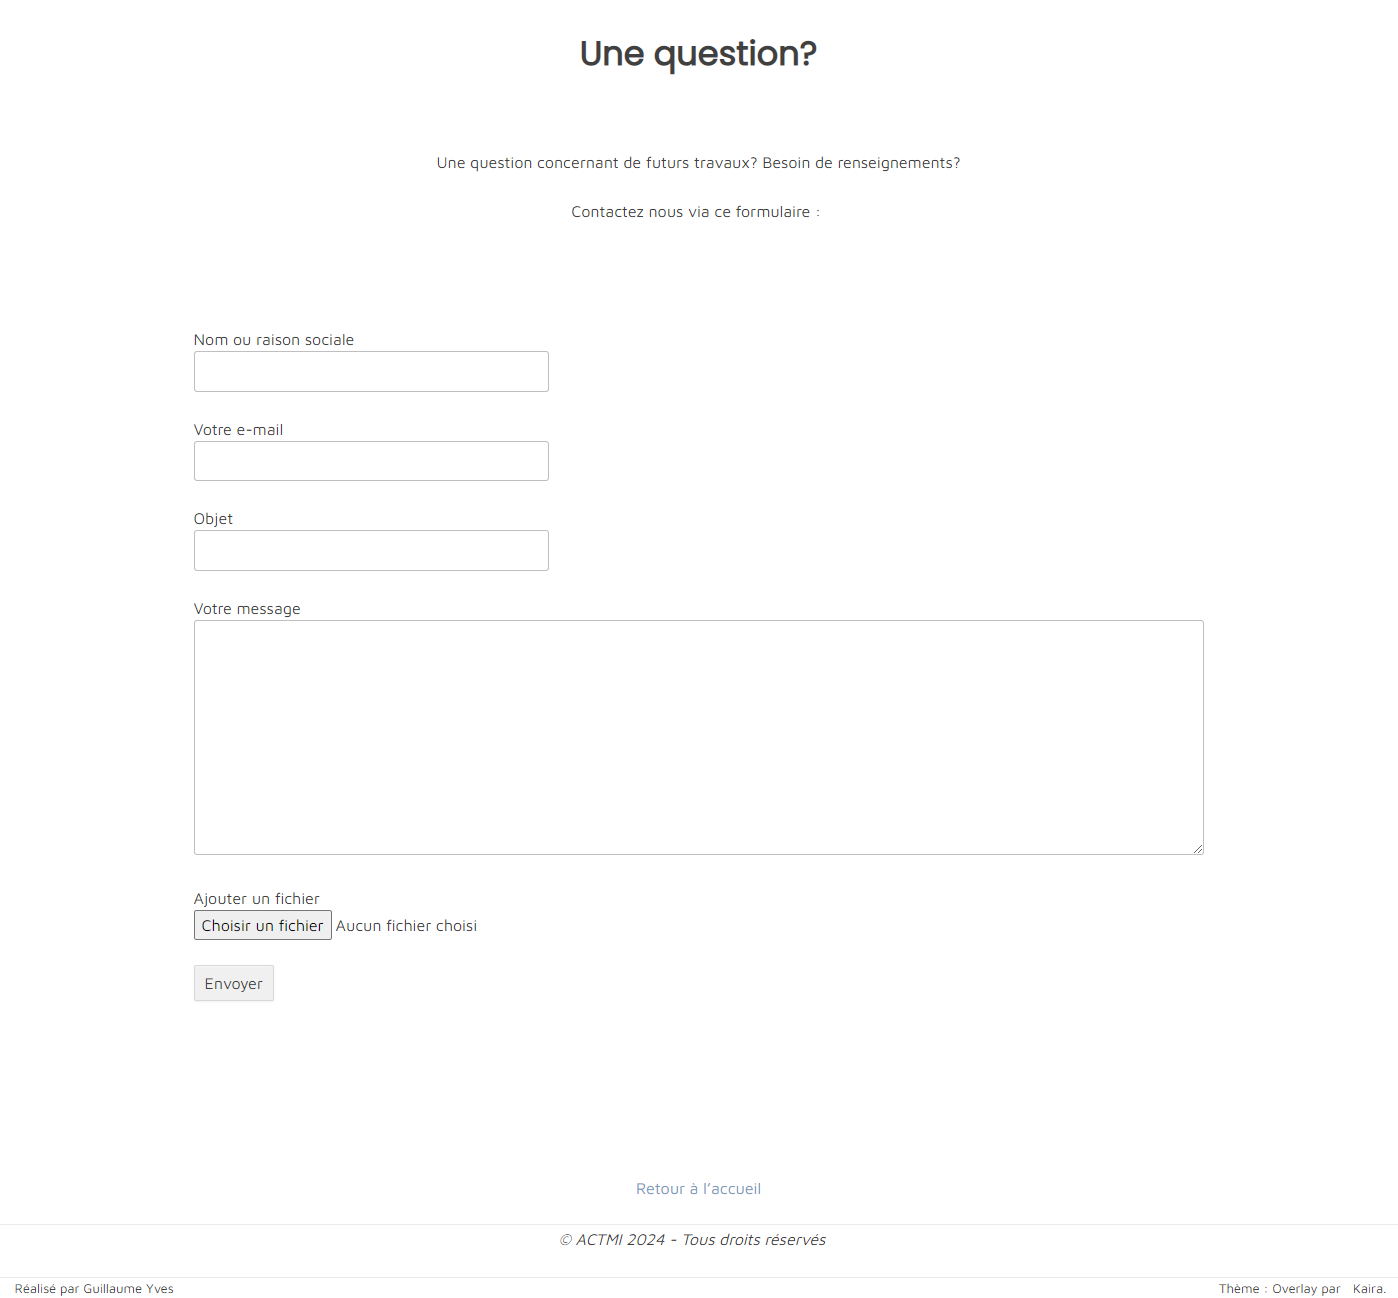 Une question?
Une question concernant de futurs travaux? Besoin de renseignements?
Contactez nous via ce formulaire :
Nom ou raison sociale
Votre e-mail
Objet
Votre message
Ajouter un fichier
Choisir un fichier Aucun fichier choisi
Envoyer
Retour à l’accueil
© ACTMI 2024 - Tous droits réservés
Réalisé par Guillaume Yves
Thème : Overlay par Kaira.